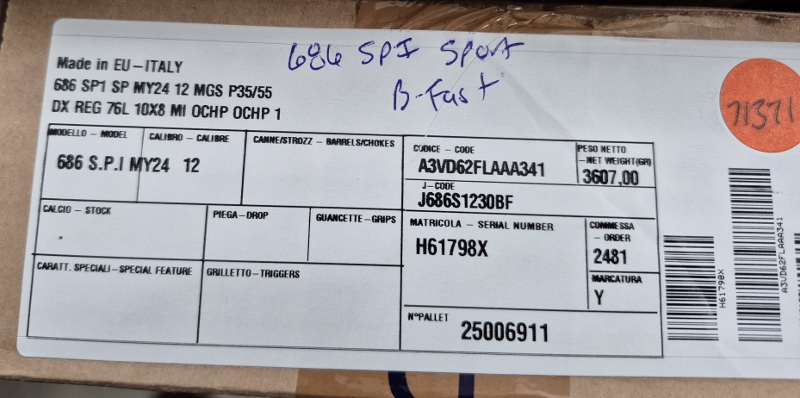 686 SPI Sport
B-Fast
71371
Made in EU-ITALY
686 SP1 SP MY24 12 MGS P35/55
DX REG 76L 10X8 MI OCHP OCHP 1
MODELLO - MODEL
686 S.P.I MY24
CALIBRO - CALIBRE
12
CANNE/STROZZ - BARRELS/CHOKES
CODICE - CODE
A3VD62FLAAA341
PESO NETTO
-NET WEIGHT(GR)
3607,00
J-CODE
J686S1230BF
CALCIO - STOCK
PIEGA-DROP
GUANCETTE-GRIPS
MATRICOLA - SERIAL NUMBER
H61798X
COMMESSA
- ORDER
2481
MARCATURA
Y
CARATT. SPECIALI-SPECIAL FEATURE
GRILLETTO-TRIGGERS
N°PALLET
25006911
H61798X
A3VD62FLAAA341